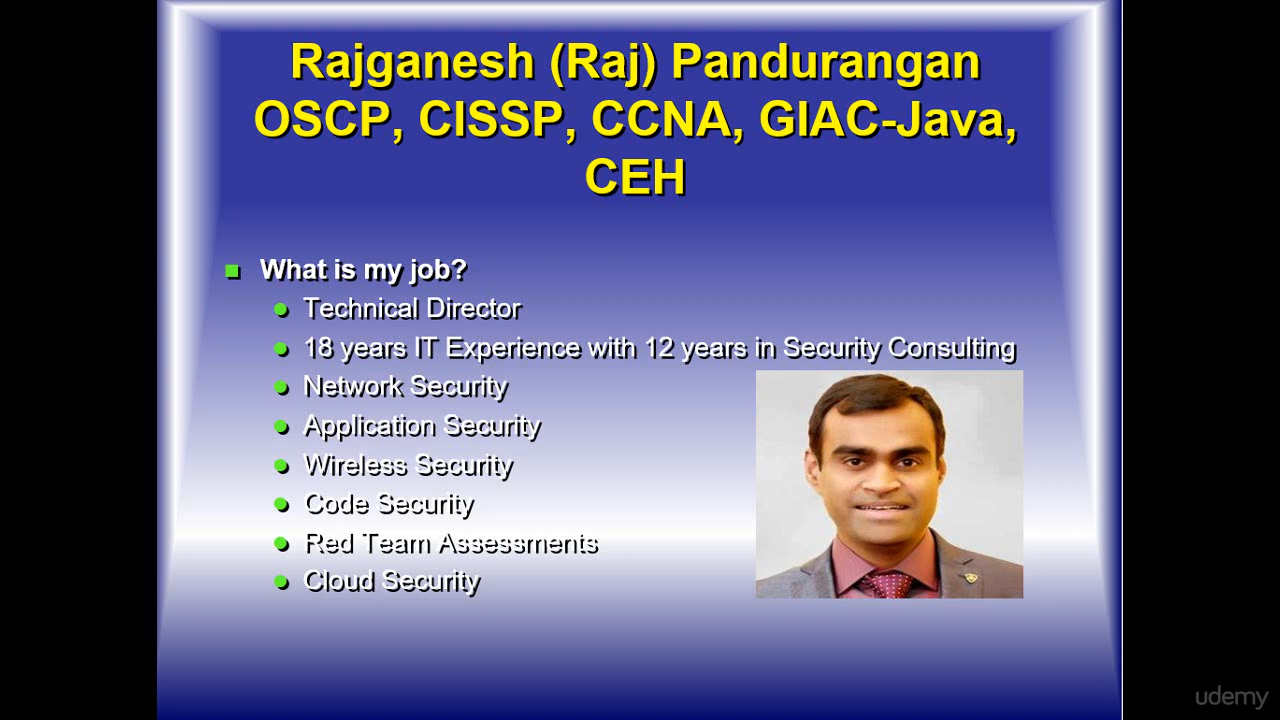 Rajganesh (Raj) Pandurangan
OSCP, CISSP, CCNA, GIAC-Java,
CEH
What is my job?
Technical Director
18 years IT Experience with 12 years in Security Consulting
Network Security
Application Security
Wireless Security
Code Security
Red Team Assessments
Cloud Security
udemy